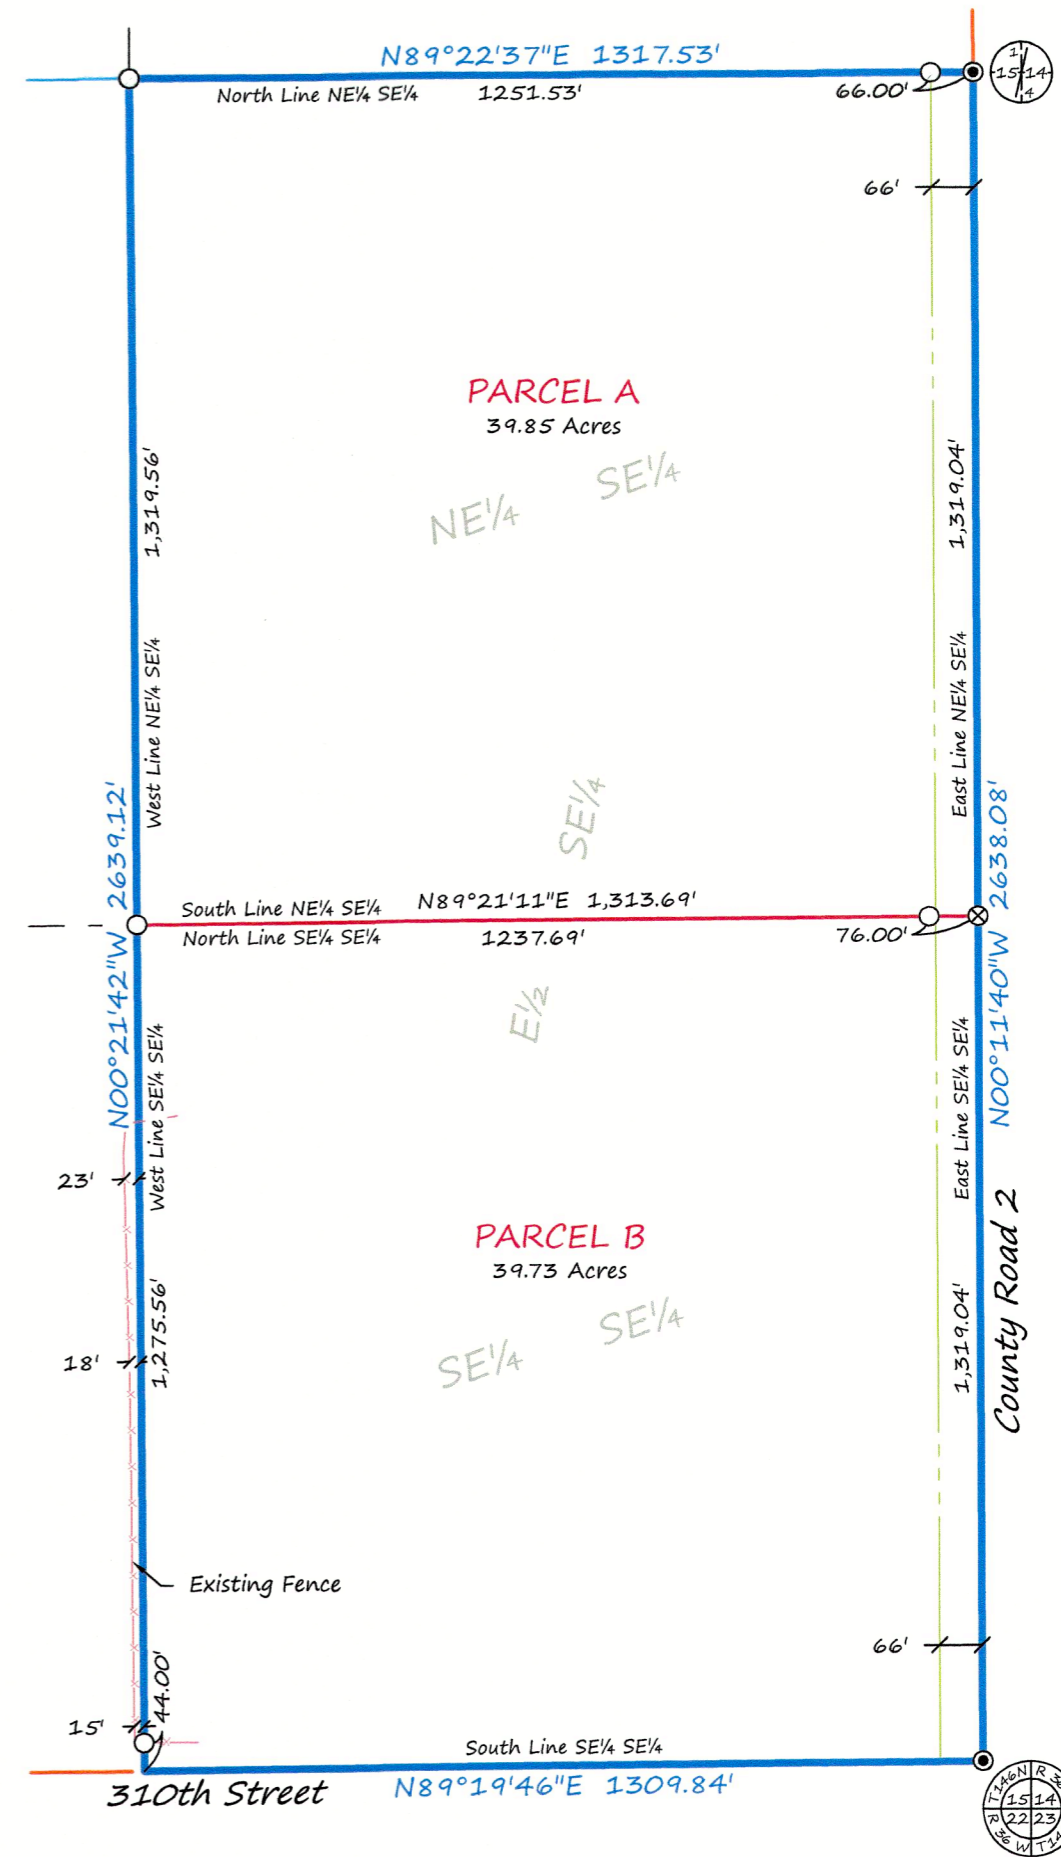 N89°22'37"E 1317.53'
North Line NE¼ SE¼ 1251.53' 66.00'
1
15 14
4
66'
PARCEL A
39.85 Acres
NE¼ SE¼
1,319.56'
1,319.04'
West Line NE¼ SE¼
East Line NE¼ SE¼
SE¼
N00°21'42"W 2639.12'
N00°11'40"W 2638.08'
South Line NE¼ SE¼ N89°21'11"E 1,313.69'
North Line SE¼ SE¼ 1237.69' 76.00'
E½
West Line SE¼ SE¼
East Line SE¼ SE¼
23'
PARCEL B
39.73 Acres
SE¼ SE¼
1,275.56'
1,319.04'
County Road 2
18'
Existing Fence
66'
44.00'
15'
South Line SE¼ SE¼
310th Street N89°19'46"E 1309.84'
T146N R
15 14
22 23
R 36 W